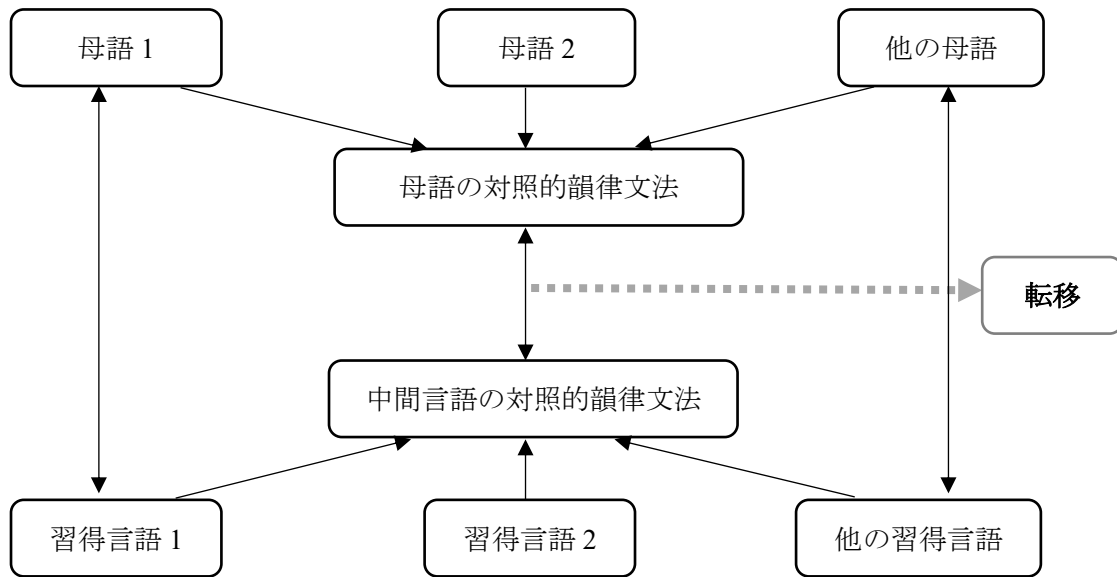 母語 1
母語 2
他の母語
母語の対照的韻律文法
転移
中間言語の対照的韻律文法
習得言語 1
習得言語 2
他の習得言語